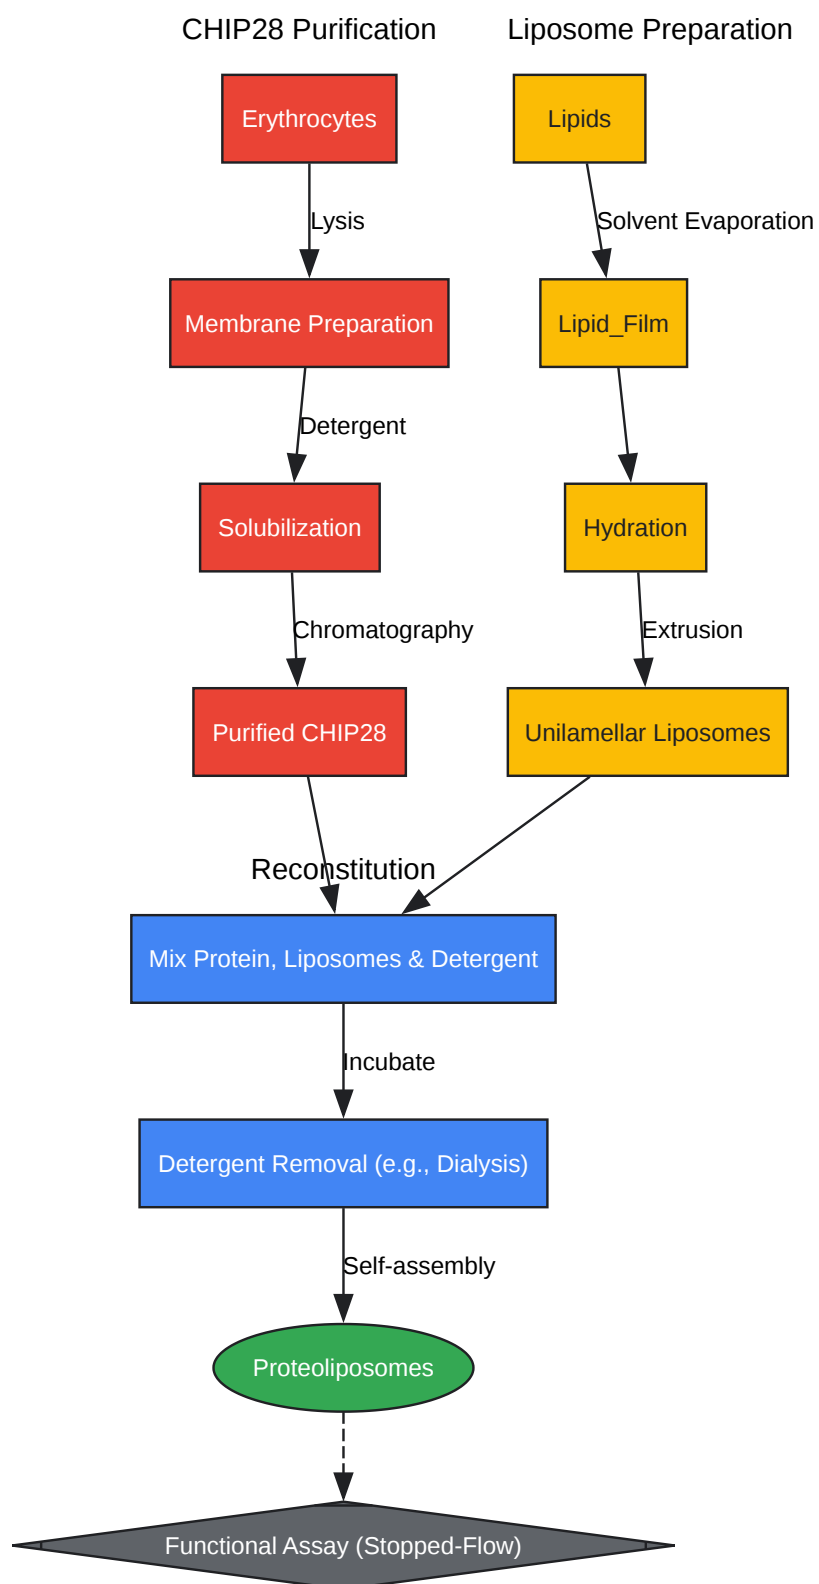 CHIP28 Purification
Liposome Preparation
Erythrocytes
Lipids
Lysis
Solvent Evaporation
Membrane Preparation
Lipid_Film
Detergent
Solubilization
Hydration
Chromatography
Extrusion
Purified CHIP28
Unilamellar Liposomes
Reconstitution
Mix Protein, Liposomes & Detergent
Incubate
Detergent Removal (e.g., Dialysis)
Self-assembly
Proteoliposomes
Functional Assay (Stopped-Flow)